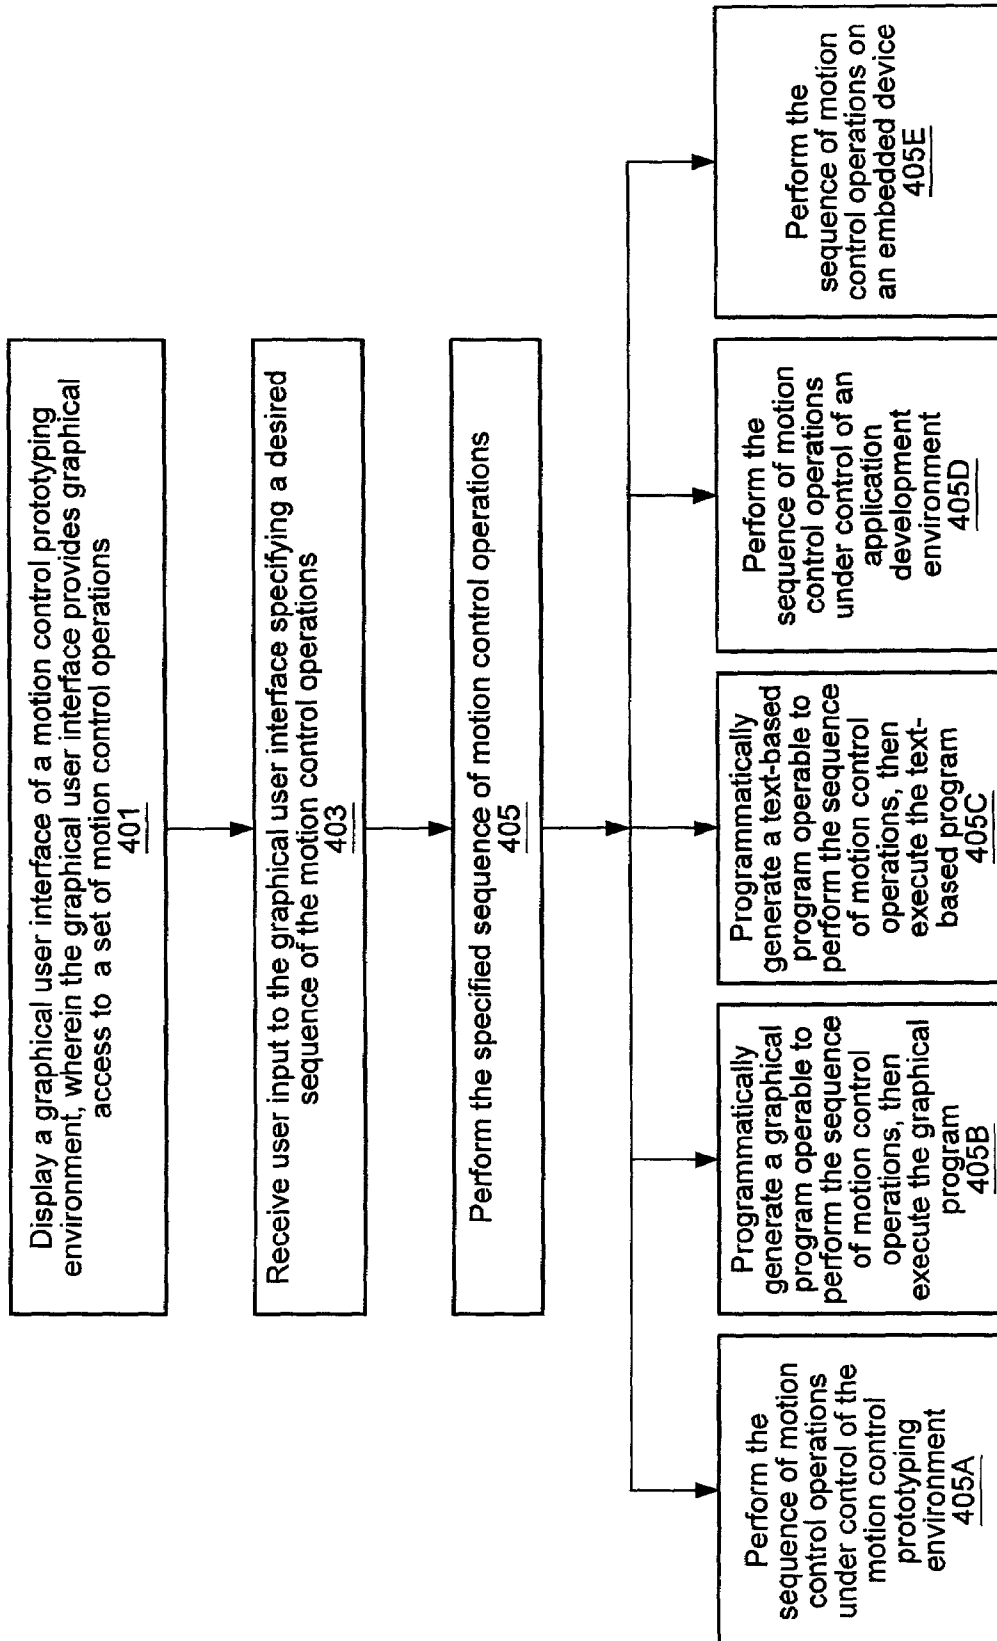 Display a graphical user interface of a motion control prototyping
environment, wherein the graphical user interface provides graphical
access to a set of motion control operations
401
Receive user input to the graphical user interface specifying a desired
sequence of the motion control operations
403
Perform the specified sequence of motion control operations
405
Perform the
sequence of motion
control operations
under control of the
motion control
prototyping
environment
405A
Programmatically
generate a graphical
program operable to
perform the sequence
of motion control
operations, then
execute the graphical
program
405B
Programmatically
generate a text-based
program operable to
perform the sequence
of motion control
operations, then
execute the text-
based program
405C
Perform the
sequence of motion
control operations
under control of an
application
development
environment
405D
Perform the
sequence of motion
control operations on
an embedded device
405E